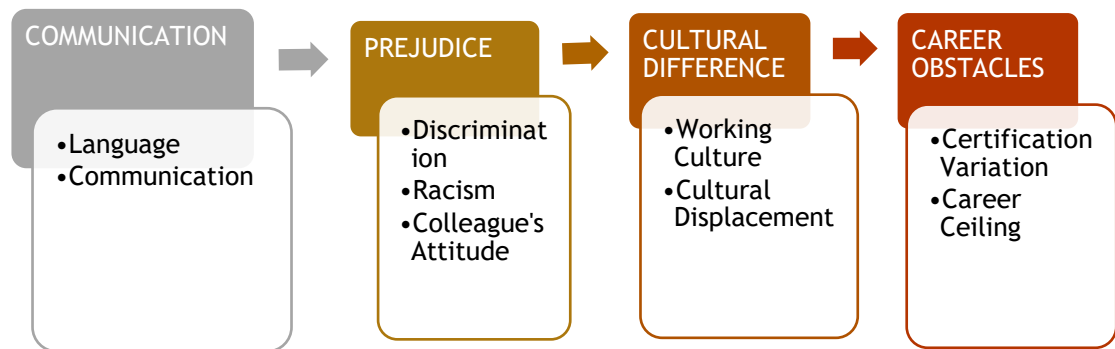 COMMUNICATION
•Language
•Communication
PREJUDICE
•Discriminat
ion
•Racism
•Colleague's
Attitude
CULTURAL
DIFFERENCE
•Working
Culture
•Cultural
Displacement
CAREER
OBSTACLES
•Certification
Variation
•Career
Ceiling